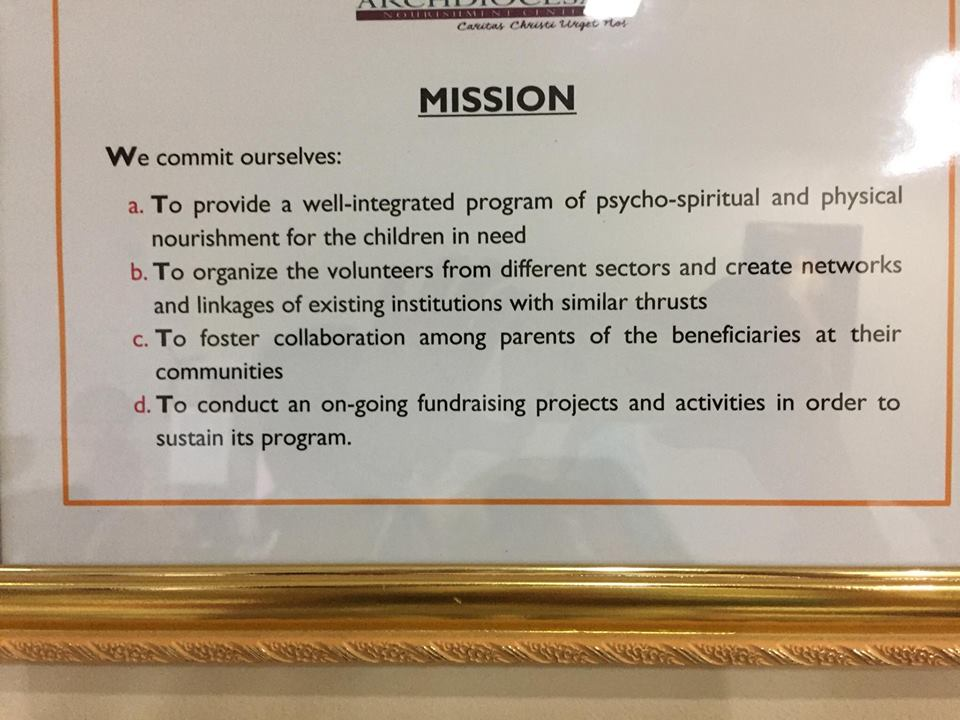 NOURISHMENT CENTER
Caritas Christi Urget Nos
MISSION
We commit ourselves:
a. To provide a well-integrated program of psycho-spiritual and physical
nourishment for the children in need
b. To organize the volunteers from different sectors and create networks
and linkages of existing institutions with similar thrusts
c. To foster collaboration among parents of the beneficiaries at their
communities
d. To conduct an on-going fundraising projects and activities in order to
sustain its program.